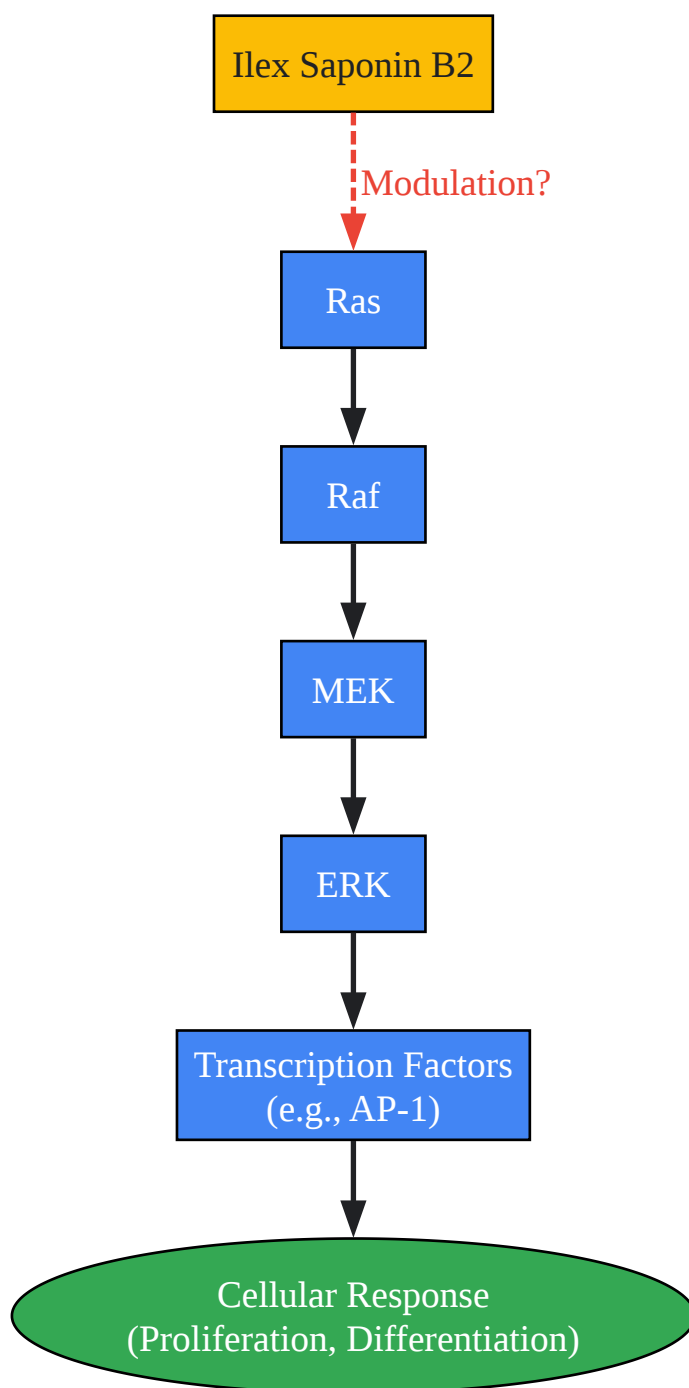 Ilex Saponin B2
Modulation?
Ras
Raf
MEK
ERK
Transcription Factors
(e.g., AP-1)
Cellular Response
(Proliferation, Differentiation)